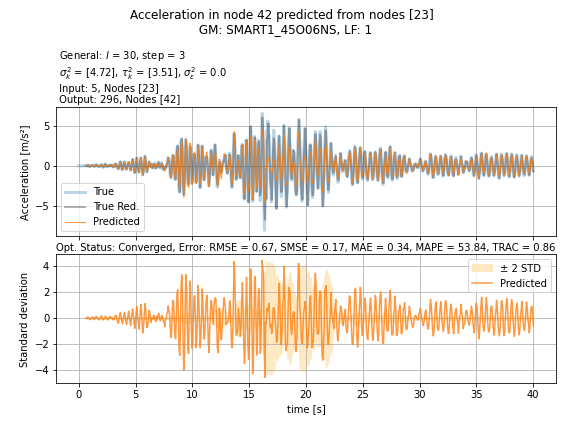 Acceleration in node 42 predicted from nodes [23]
GM: SMART1_45O06NS, LF: 1
General: l = 30, step = 3
σ²ₖ = [4.72], τ²ₖ = [3.51], σ²ε = 0.0
Input: 5, Nodes [23]
Output: 296, Nodes [42]
Acceleration [m/s²]
5
0
−5
True
True Red.
Predicted
Opt. Status: Converged, Error: RMSE = 0.67, SMSE = 0.17, MAE = 0.34, MAPE = 53.84, TRAC = 0.86
Standard deviation
4
2
0
−2
−4
± 2 STD
Predicted
0 5 10 15 20 25 30 35 40
time [s]